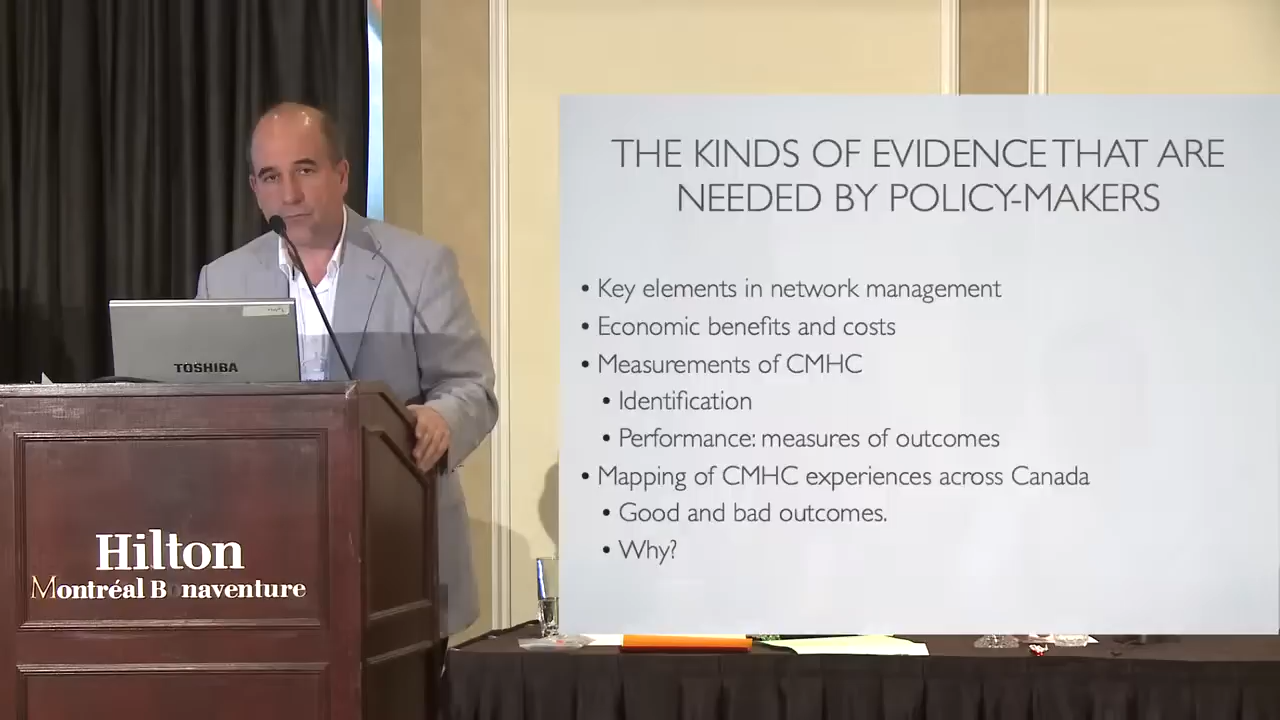 THE KINDS OF EVIDENCE THAT ARE
NEEDED BY POLICY-MAKERS
• Key elements in network management
• Economic benefits and costs
• Measurements of CMHC
• Identification
• Performance: measures of outcomes
• Mapping of CMHC experiences across Canada
• Good and bad outcomes.
• Why?
TOSHIBA
Hilton
Montréal B naventure